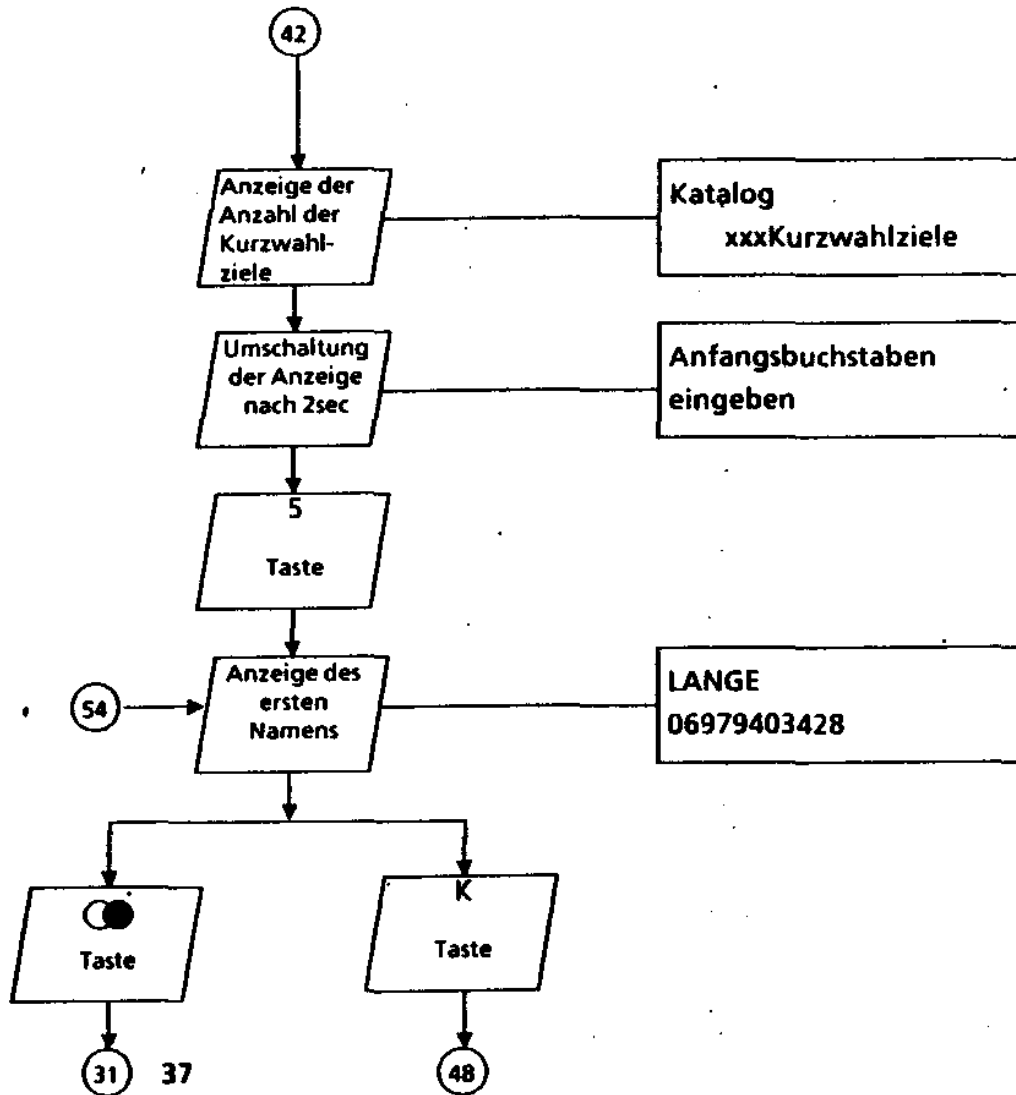 42
Anzeige der
Anzahl der
Kurzwahl-
ziele
Katalog
xxxKurzwahlziele
Umschaltung
der Anzeige
nach 2sec
Anfangsbuchstaben
eingeben
5
Taste
54
Anzeige des
ersten
Namens
LANGE
06979403428
Taste
K
Taste
31 37
48